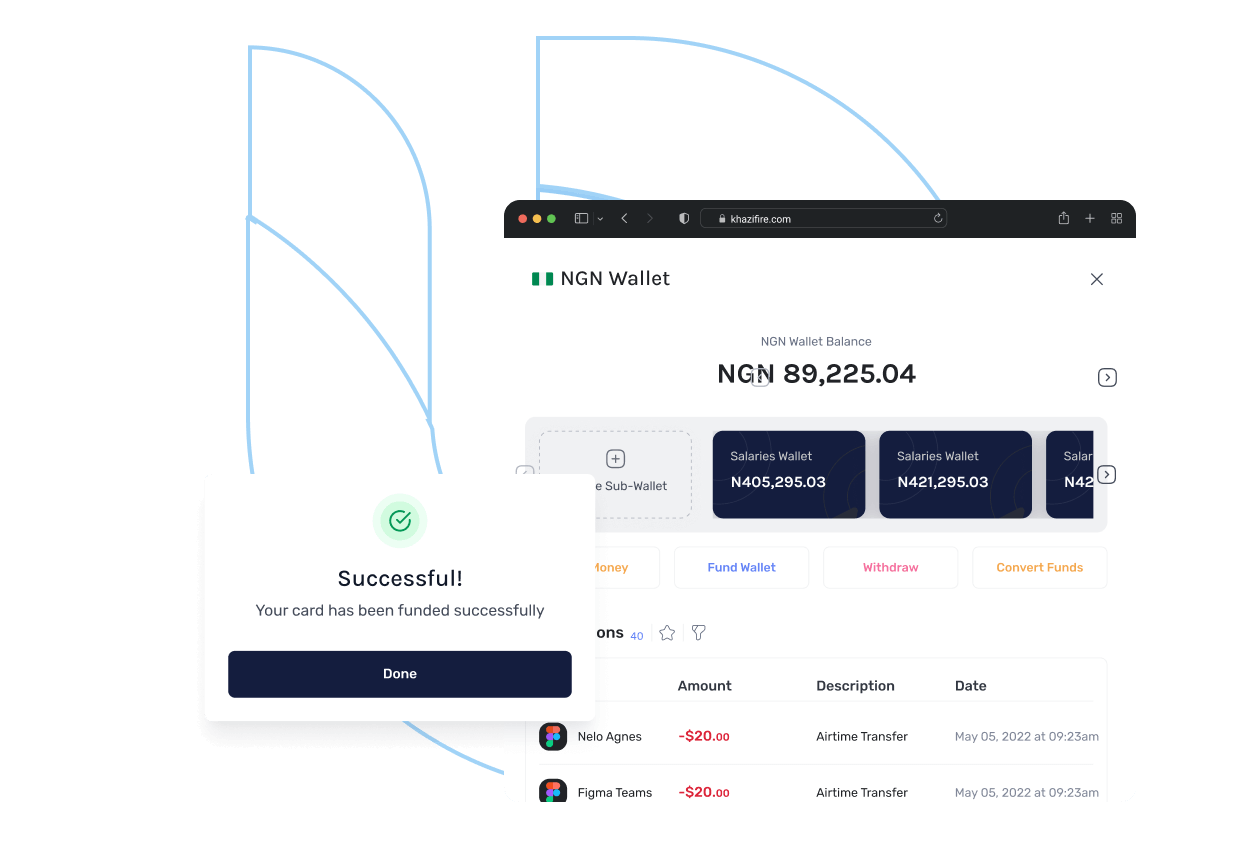 khazifire.com
NGN Wallet
NGN Wallet Balance
NGN 89,225.04
Sub-Wallet
Salaries Wallet
N405,295.03
Salaries Wallet
N421,295.03
Salar
N42
Money
Fund Wallet
Withdraw
Convert Funds
ons 40
Amount Description Date
Nelo Agnes -$20.00 Airtime Transfer May 05, 2022 at 09:23am
Figma Teams -$20.00 Airtime Transfer May 05, 2022 at 09:23am
Successful!
Your card has been funded successfully
Done